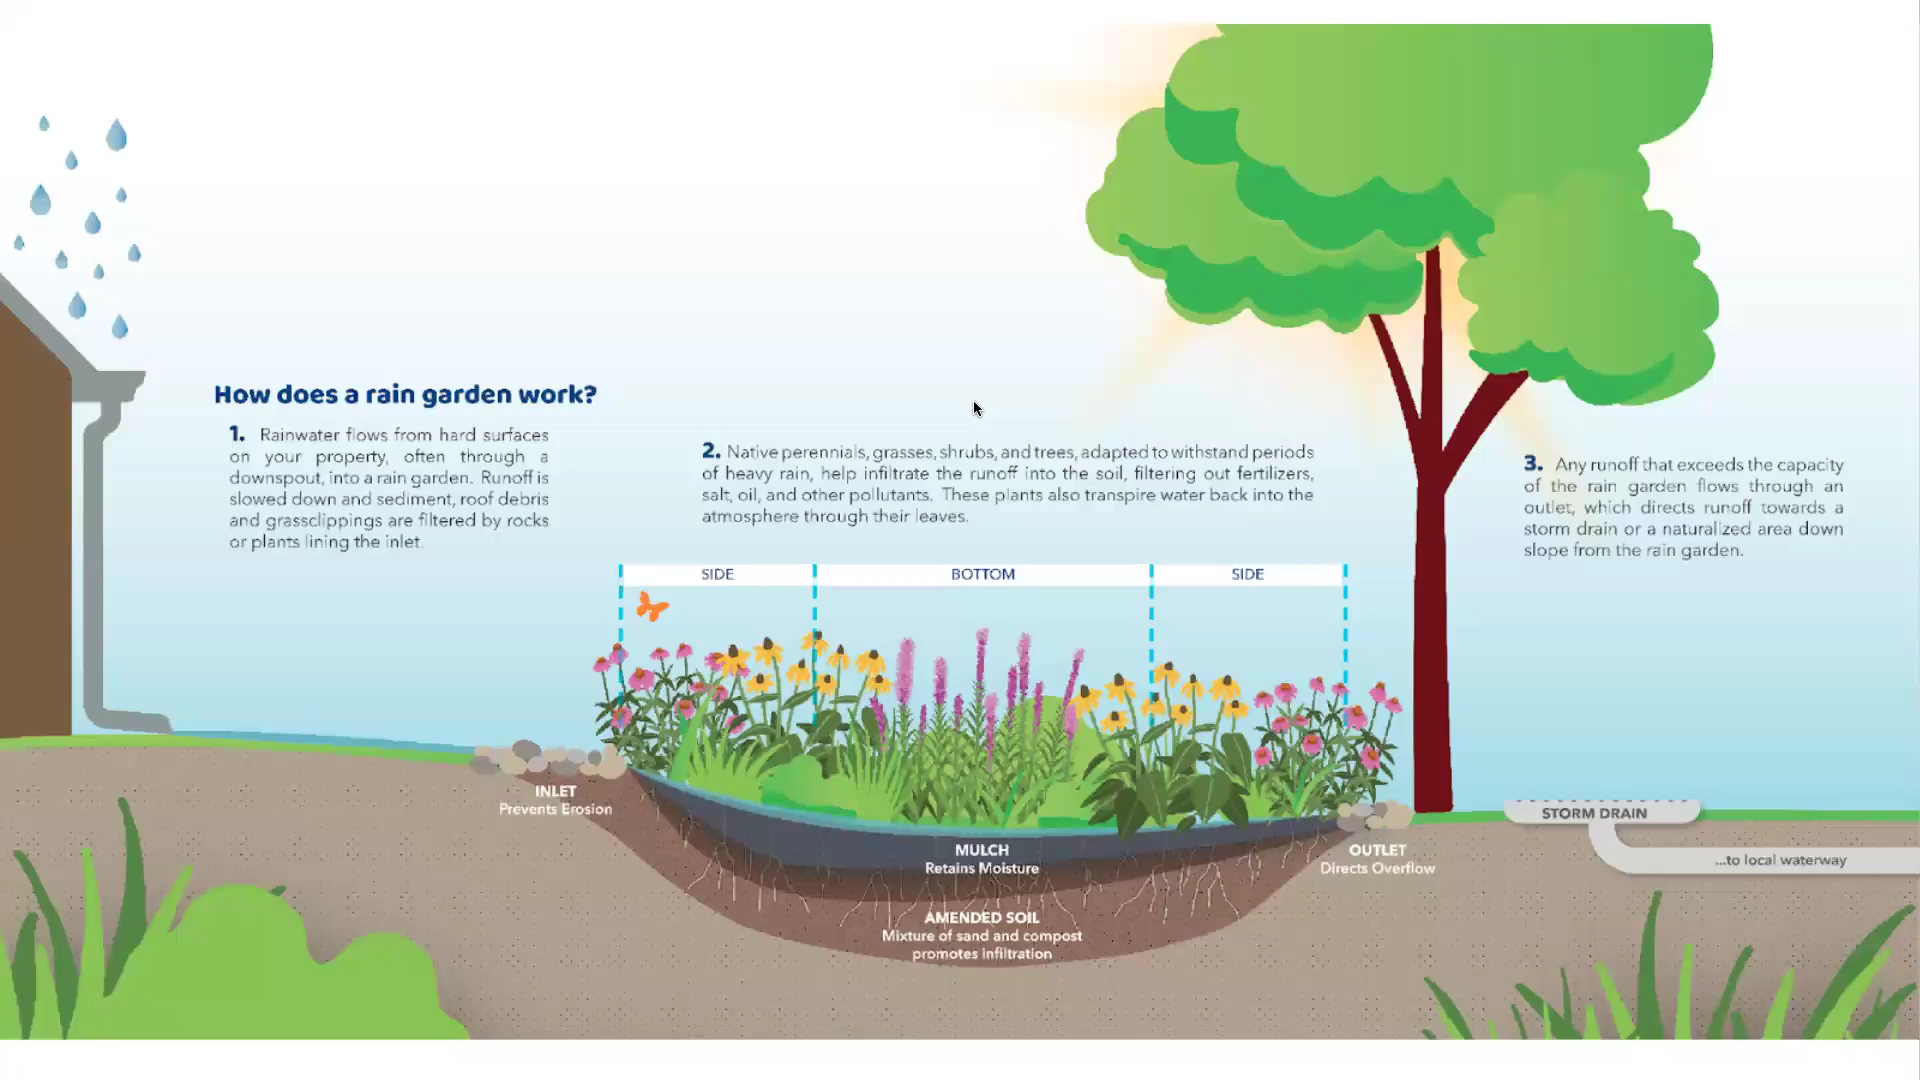 How does a rain garden work?
1. Rainwater flows from hard surfaces
on your property, often through a
downspout, into a rain garden. Runoff is
slowed down and sediment, roof debris
and grassclippings are filtered by rocks
or plants lining the inlet.
2. Native perennials, grasses, shrubs, and trees, adapted to withstand periods
of heavy rain, help infiltrate the runoff into the soil, filtering out fertilizers,
salt, oil, and other pollutants. These plants also transpire water back into the
atmosphere through their leaves.
3. Any runoff that exceeds the capacity
of the rain garden flows through an
outlet, which directs runoff towards a
storm drain or a naturalized area down
slope from the rain garden.
SIDE
BOTTOM
SIDE
INLET
Prevents Erosion
MULCH
Retains Moisture
AMENDED SOIL
Mixture of sand and compost
promotes infiltration
OUTLET
Directs Overflow
STORM DRAIN
...to local waterway